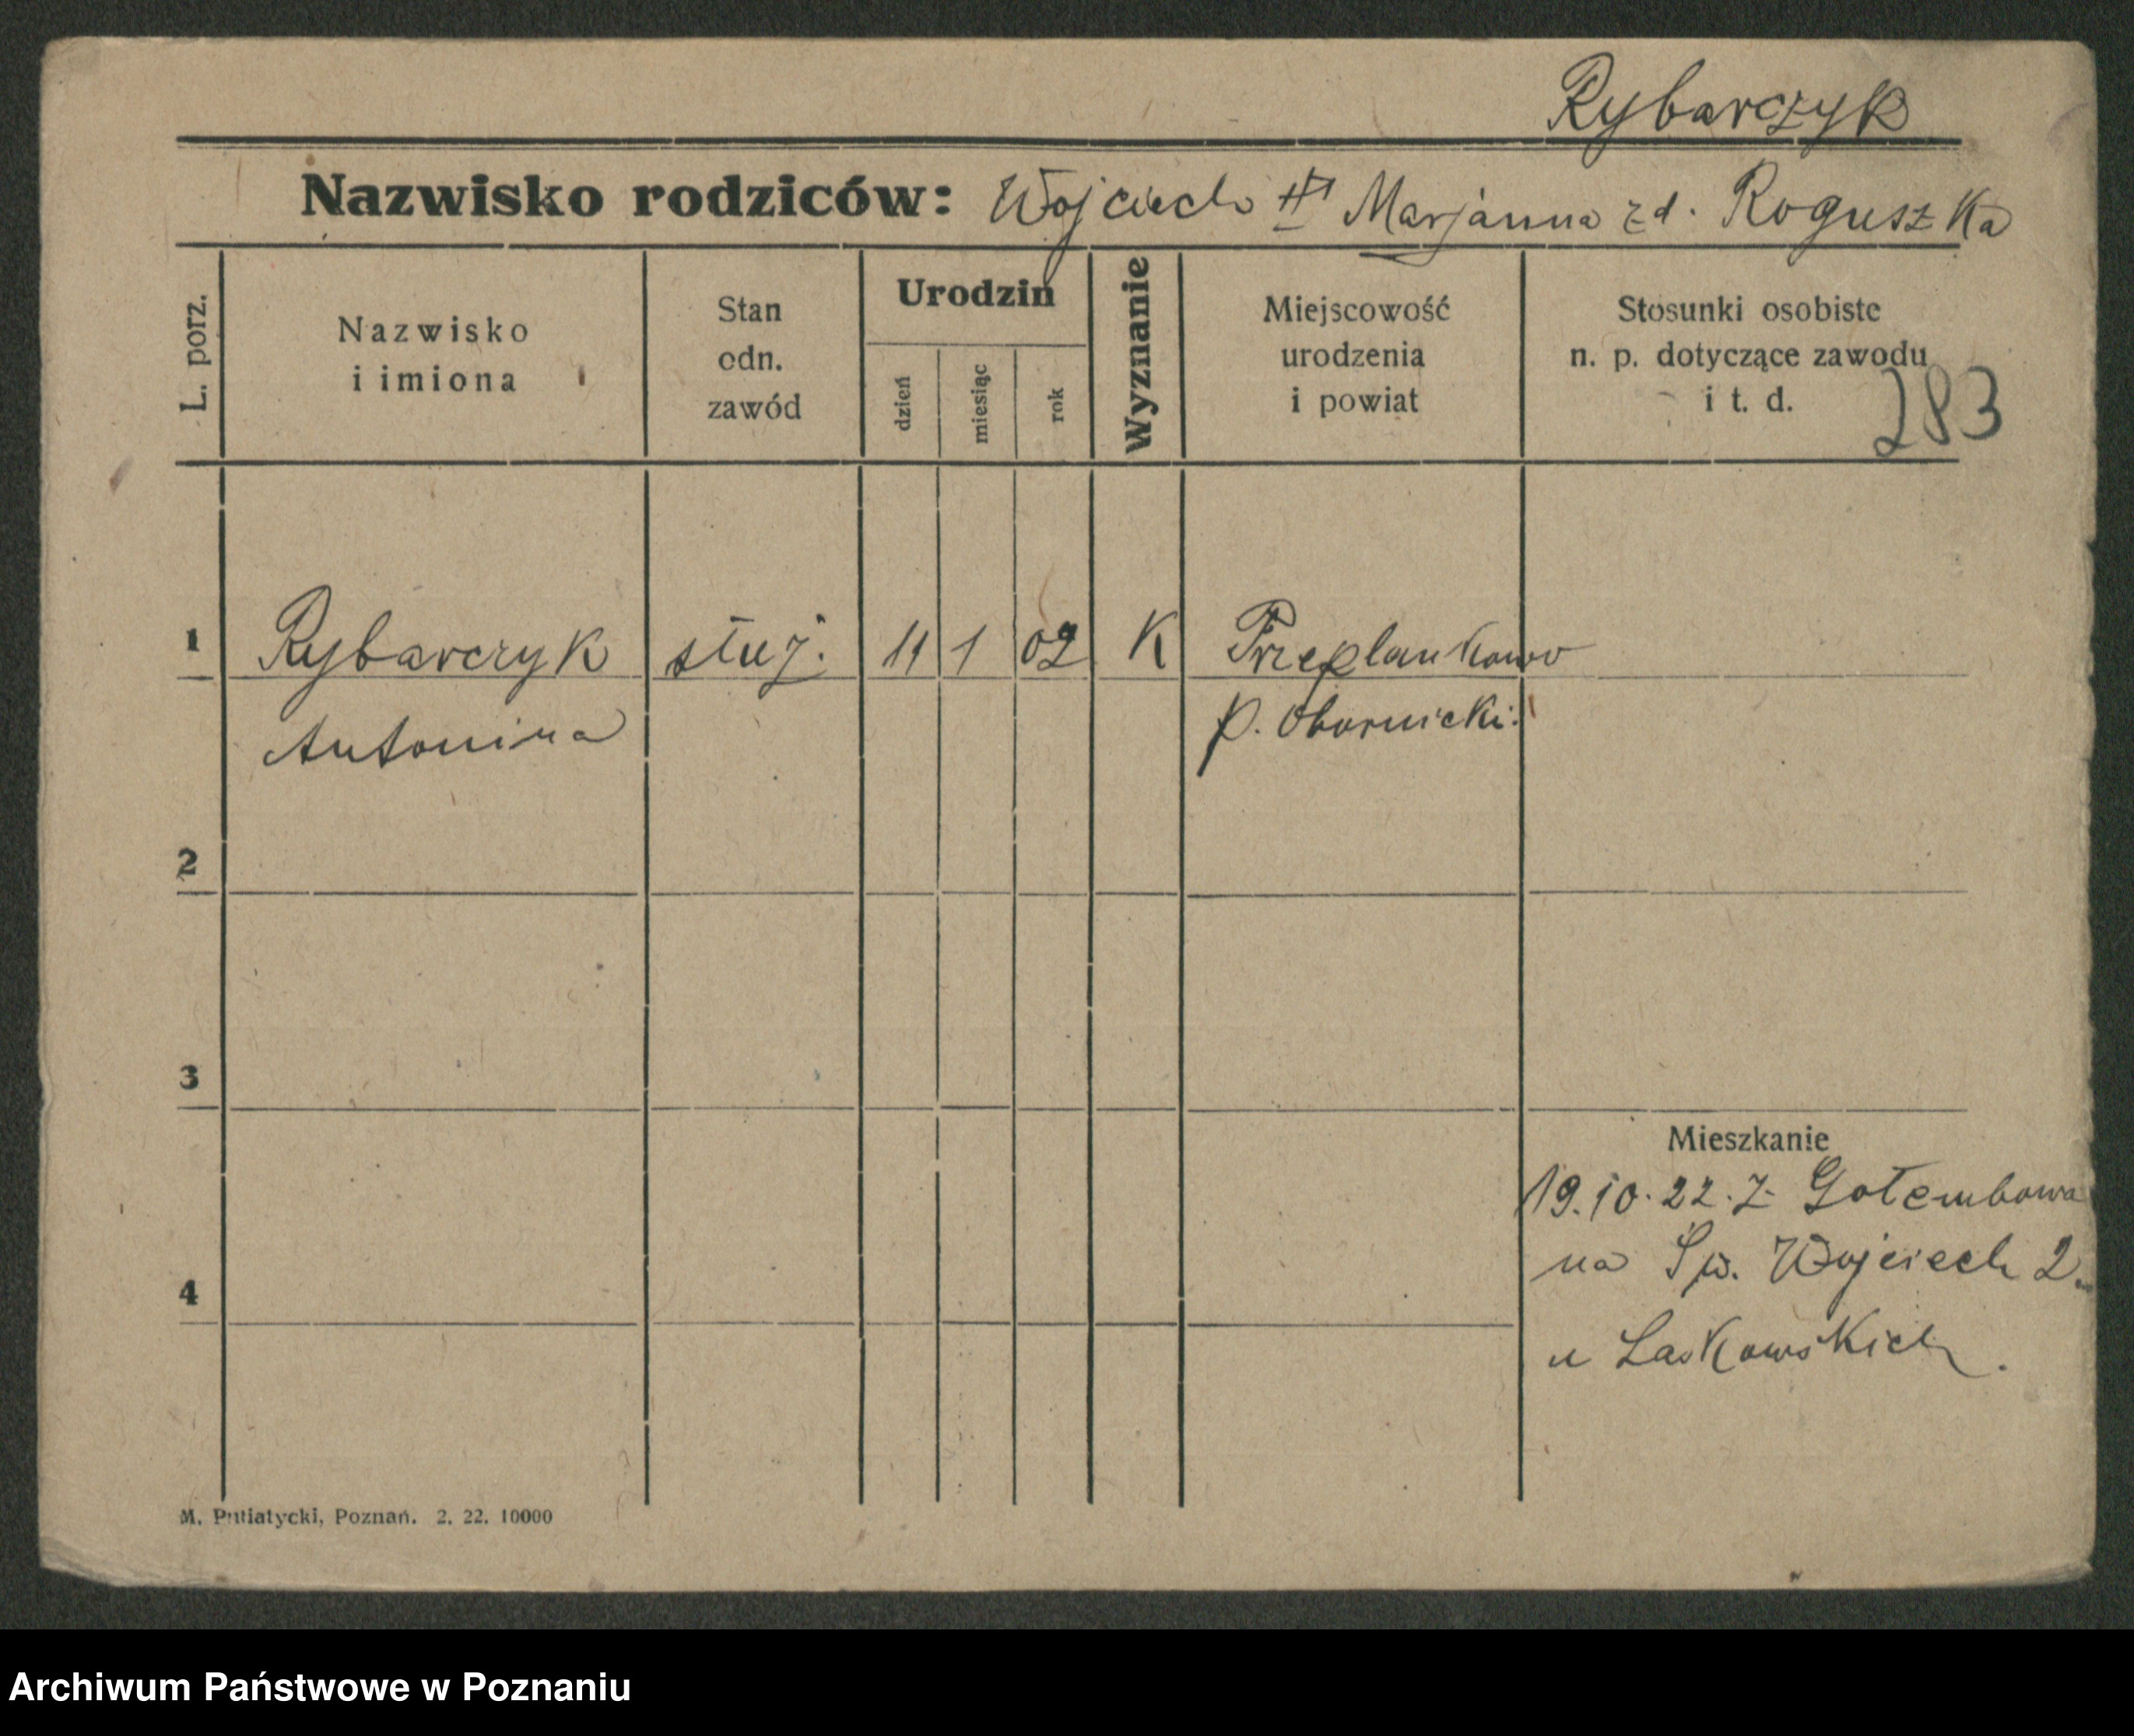 Rybarczyk
Nazwisko rodziców: Wojciech Marjanna zd. Roguszka
L. porz.
Nazwisko
i imiona
Stan
odn.
zawód
Urodzin
dzień
miesiąc
rok
Wyznanie
Miejscowość
urodzenia
i powiat
Stosunki osobiste
n. p. dotyczące zawodu
i t. d.
283
1 Rybarczyk służ. 11 1 02 K Przeplankowo
Antonina p. Obornicki.
2
3
Mieszkanie
19.10.22. z Gołembowa
na Św. Wojciech 2.
4
u Laskowskich.
M. Putiatycki, Poznań. 2. 22. 10000
Archiwum Państwowe w Poznaniu